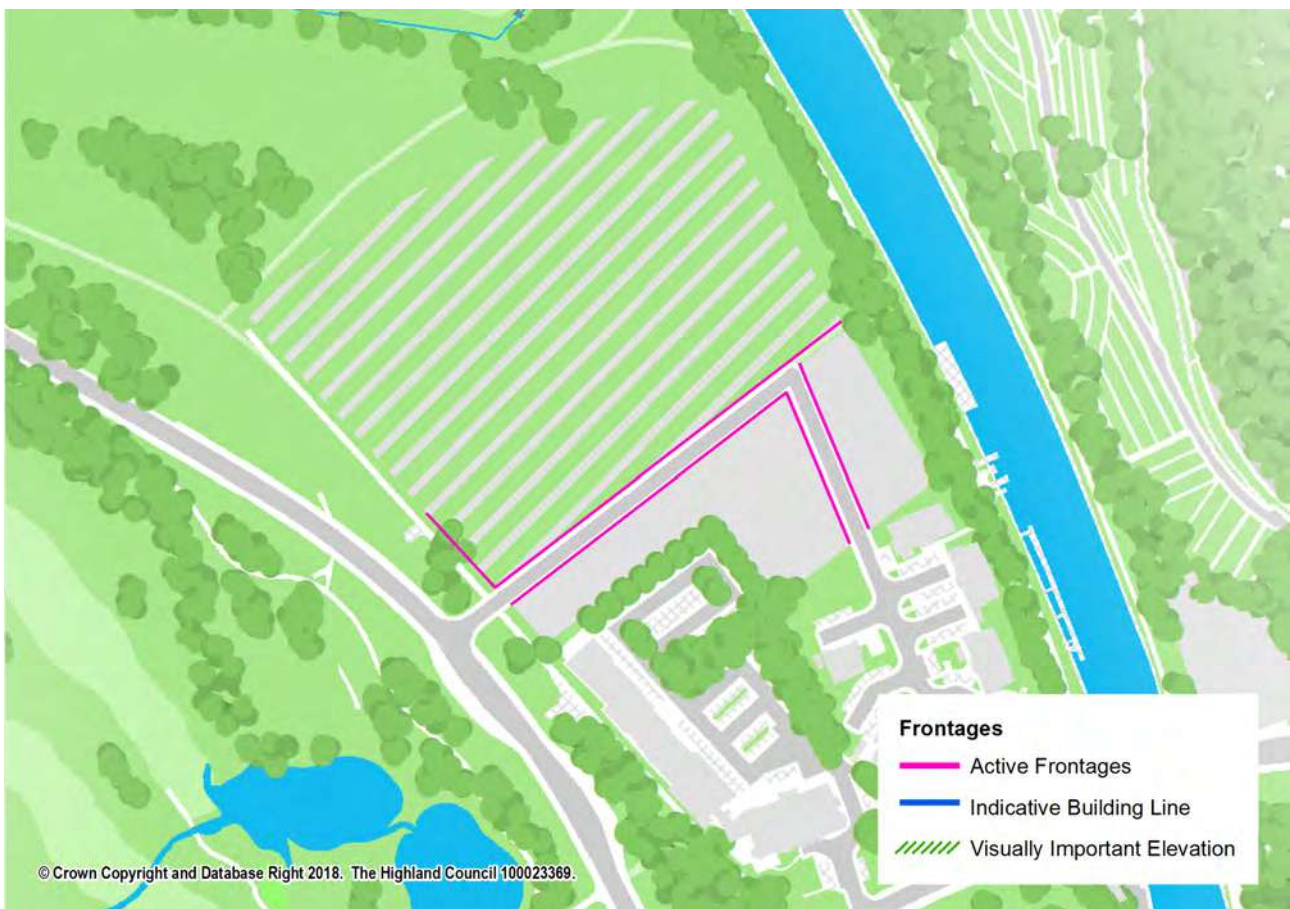 Frontages
Active Frontages
Indicative Building Line
Visually Important Elevation
© Crown Copyright and Database Right 2018. The Highland Council 100023369.